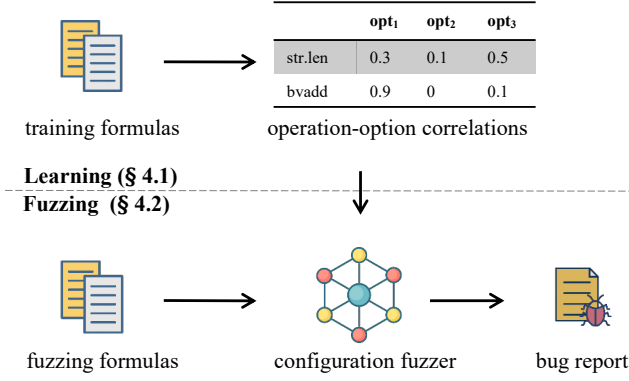 opt₁ opt₂ opt₃
str.len 0.3 0.1 0.5
bvadd 0.9 0 0.1
training formulas operation-option correlations
Learning (§ 4.1)
Fuzzing (§ 4.2)
fuzzing formulas configuration fuzzer bug report